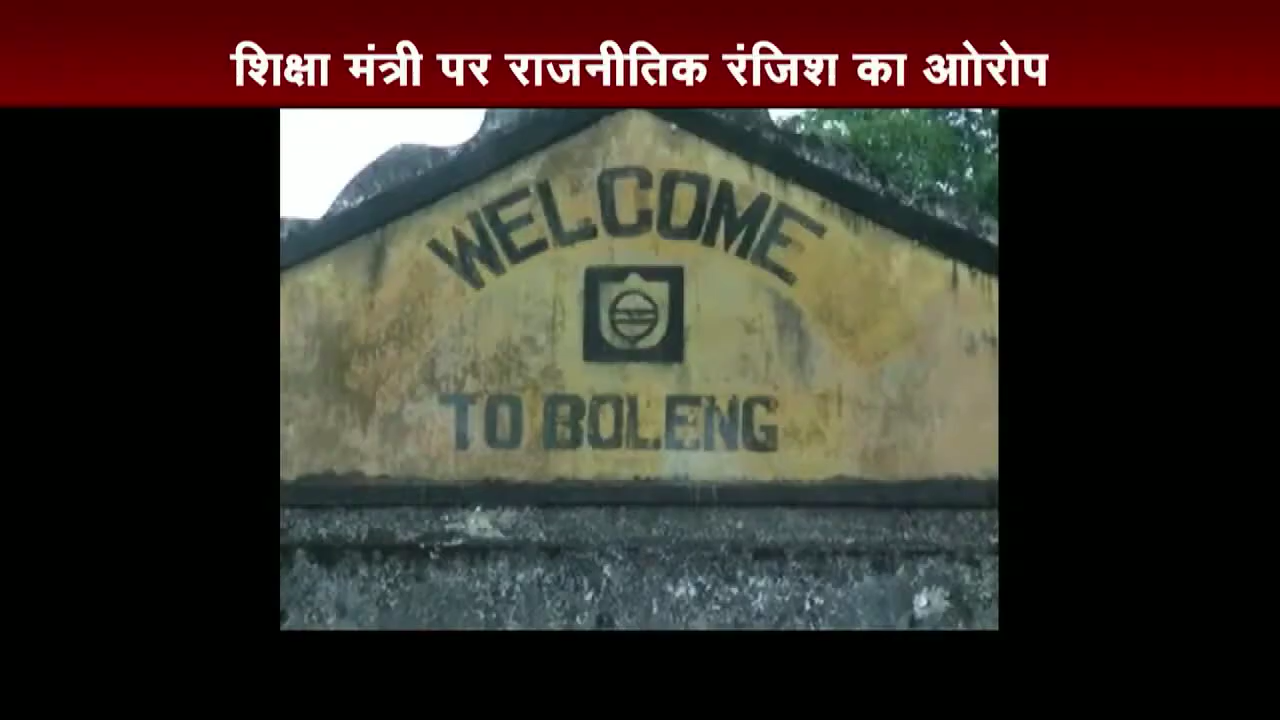 शिक्षा मंत्री पर राजनीतिक रंजिश का ओरोप
WELCOME
TO BOLENG